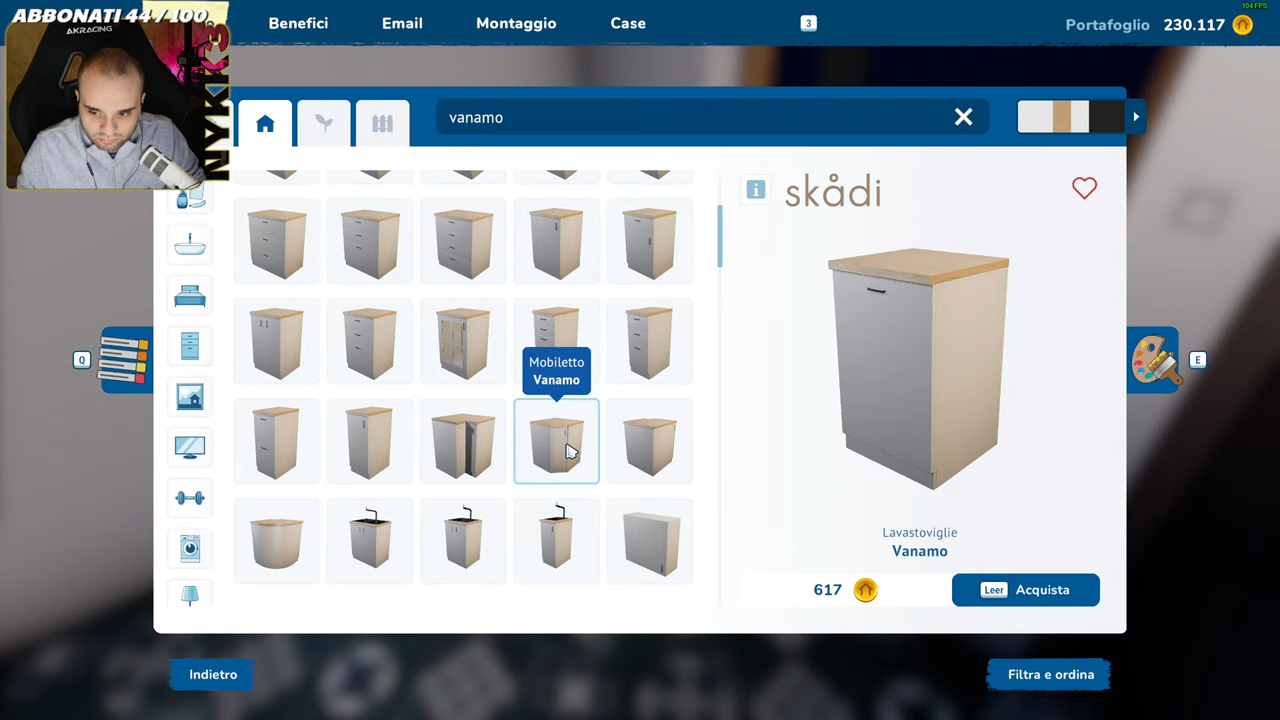 ABBONATI 44 / 100
AKRACING
NYKK3
Benefici
Email
Montaggio
Case
3
104 FPS
Portafoglio
230.117
vanamo
skådi
Q
E
Mobiletto
Vanamo
Lavastoviglie
Vanamo
617
Leer
Acquista
Indietro
Filtra e ordina